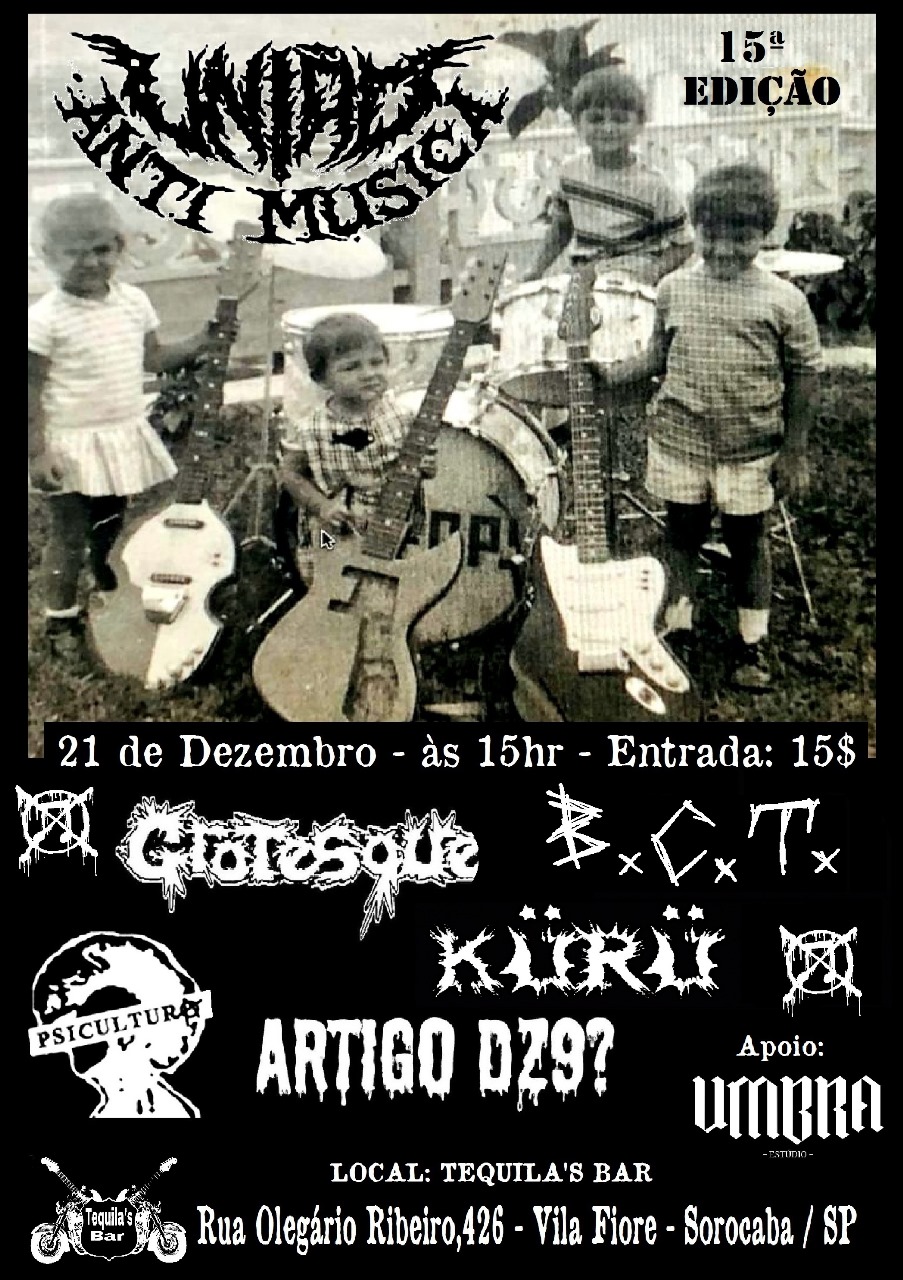 UNIÃO
ANTI MUSICA
15ª
EDIÇÃO
21 de Dezembro - às 15hr - Entrada: 15$
GROTESQUE
B.C.T.
KÜRÜ
PSICULTURA
ARTIGO DZ9?
Apoio:
UMBRA
- ESTUDIO -
LOCAL: TEQUILA'S BAR
Tequila's
Bar
Rua Olegário Ribeiro,426 - Vila Fiore - Sorocaba / SP